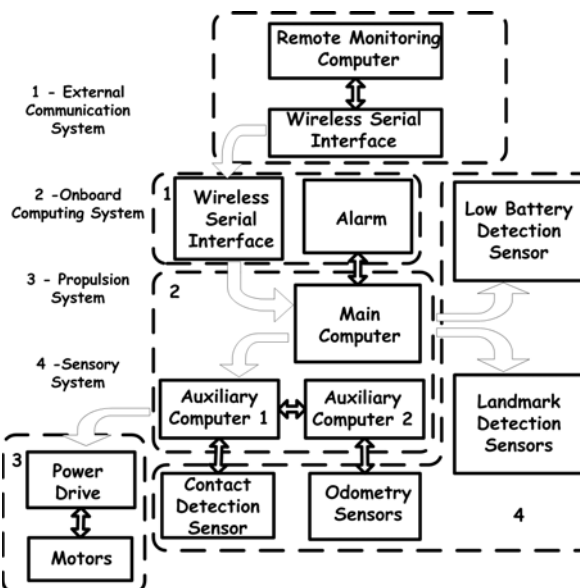 Remote Monitoring
Computer
1 - External
Communication
System
Wireless Serial
Interface
2 -Onboard
Computing System
1
Wireless
Serial
Interface
Alarm
Low Battery
Detection
Sensor
3 - Propulsion
System
2
Main
Computer
4 -Sensory
System
Auxiliary
Computer 1
Auxiliary
Computer 2
Landmark
Detection
Sensors
3
Power
Drive
Contact
Detection
Sensor
Odometry
Sensors
4
Motors